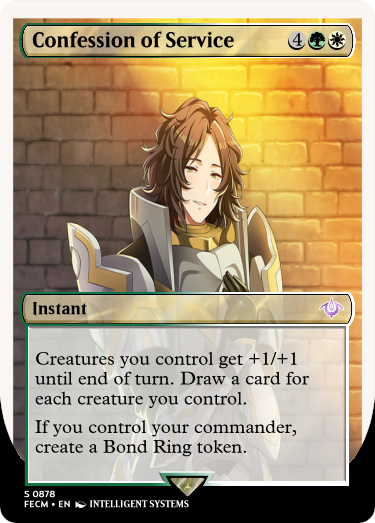 Confession of Service 4
Instant
Creatures you control get +1/+1
until end of turn. Draw a card for
each creature you control.
If you control your commander,
create a Bond Ring token.
S 0878
FECM • EN INTELLIGENT SYSTEMS